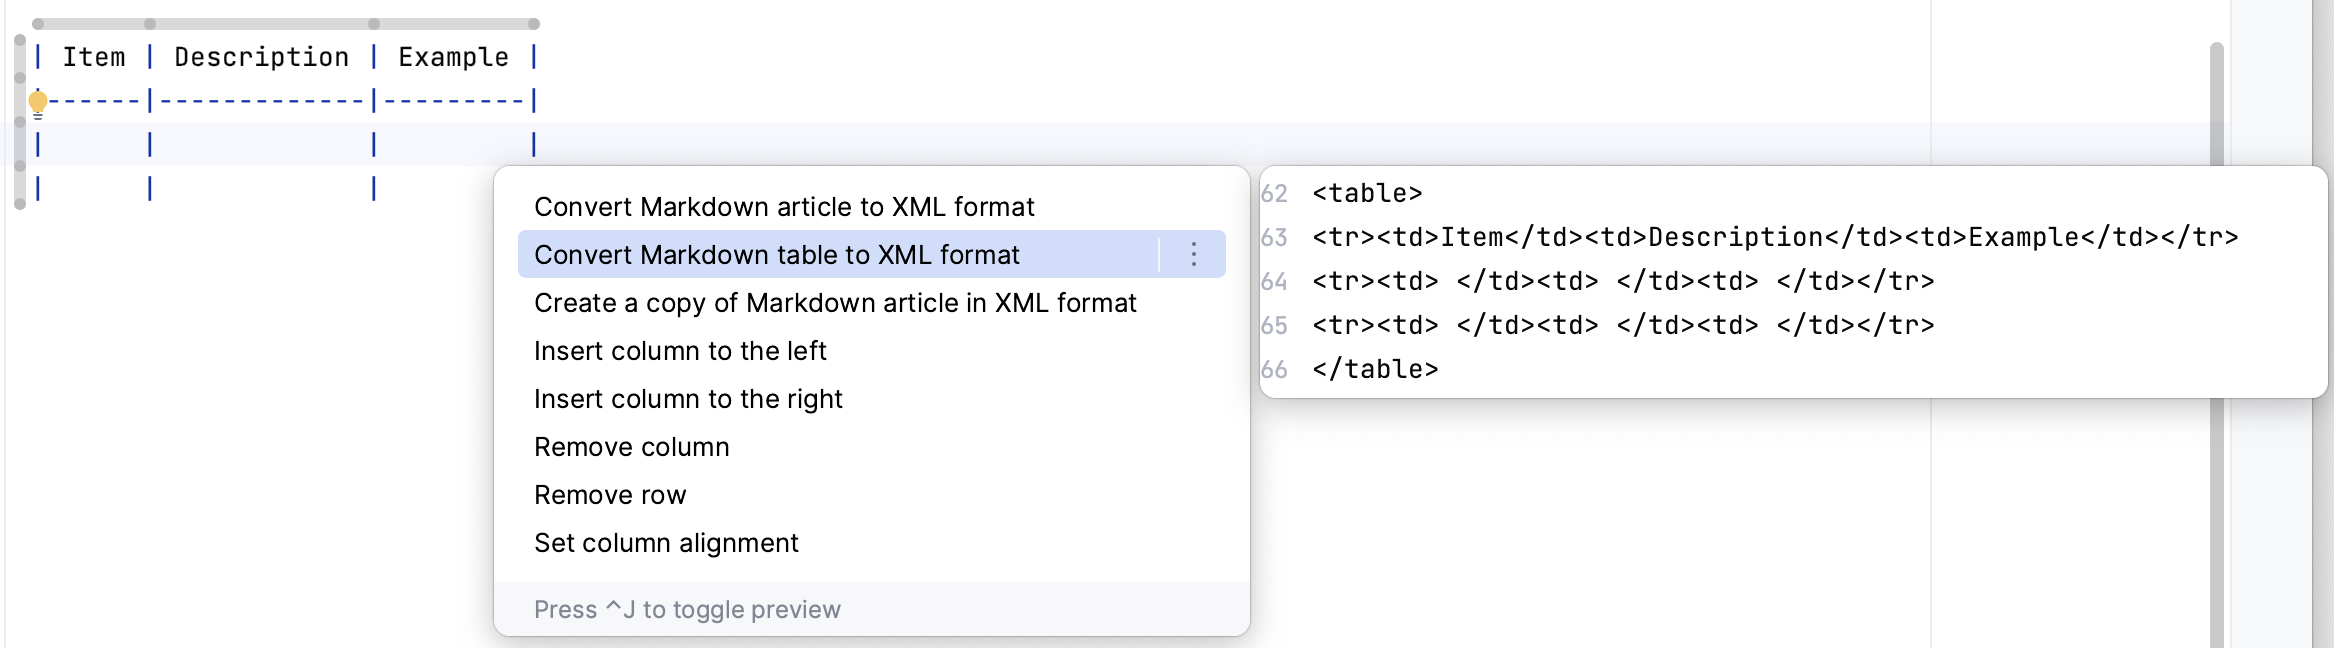 | Item | Description | Example |
|------|-------------|---------|
|      |             |         |
|      |             |
Convert Markdown article to XML format
Convert Markdown table to XML format
Create a copy of Markdown article in XML format
Insert column to the left
Insert column to the right
Remove column
Remove row
Set column alignment
Press ^J to toggle preview
62 <table>
63 <tr><td>Item</td><td>Description</td><td>Example</td></tr>
64 <tr><td> </td><td> </td><td> </td></tr>
65 <tr><td> </td><td> </td><td> </td></tr>
66 </table>